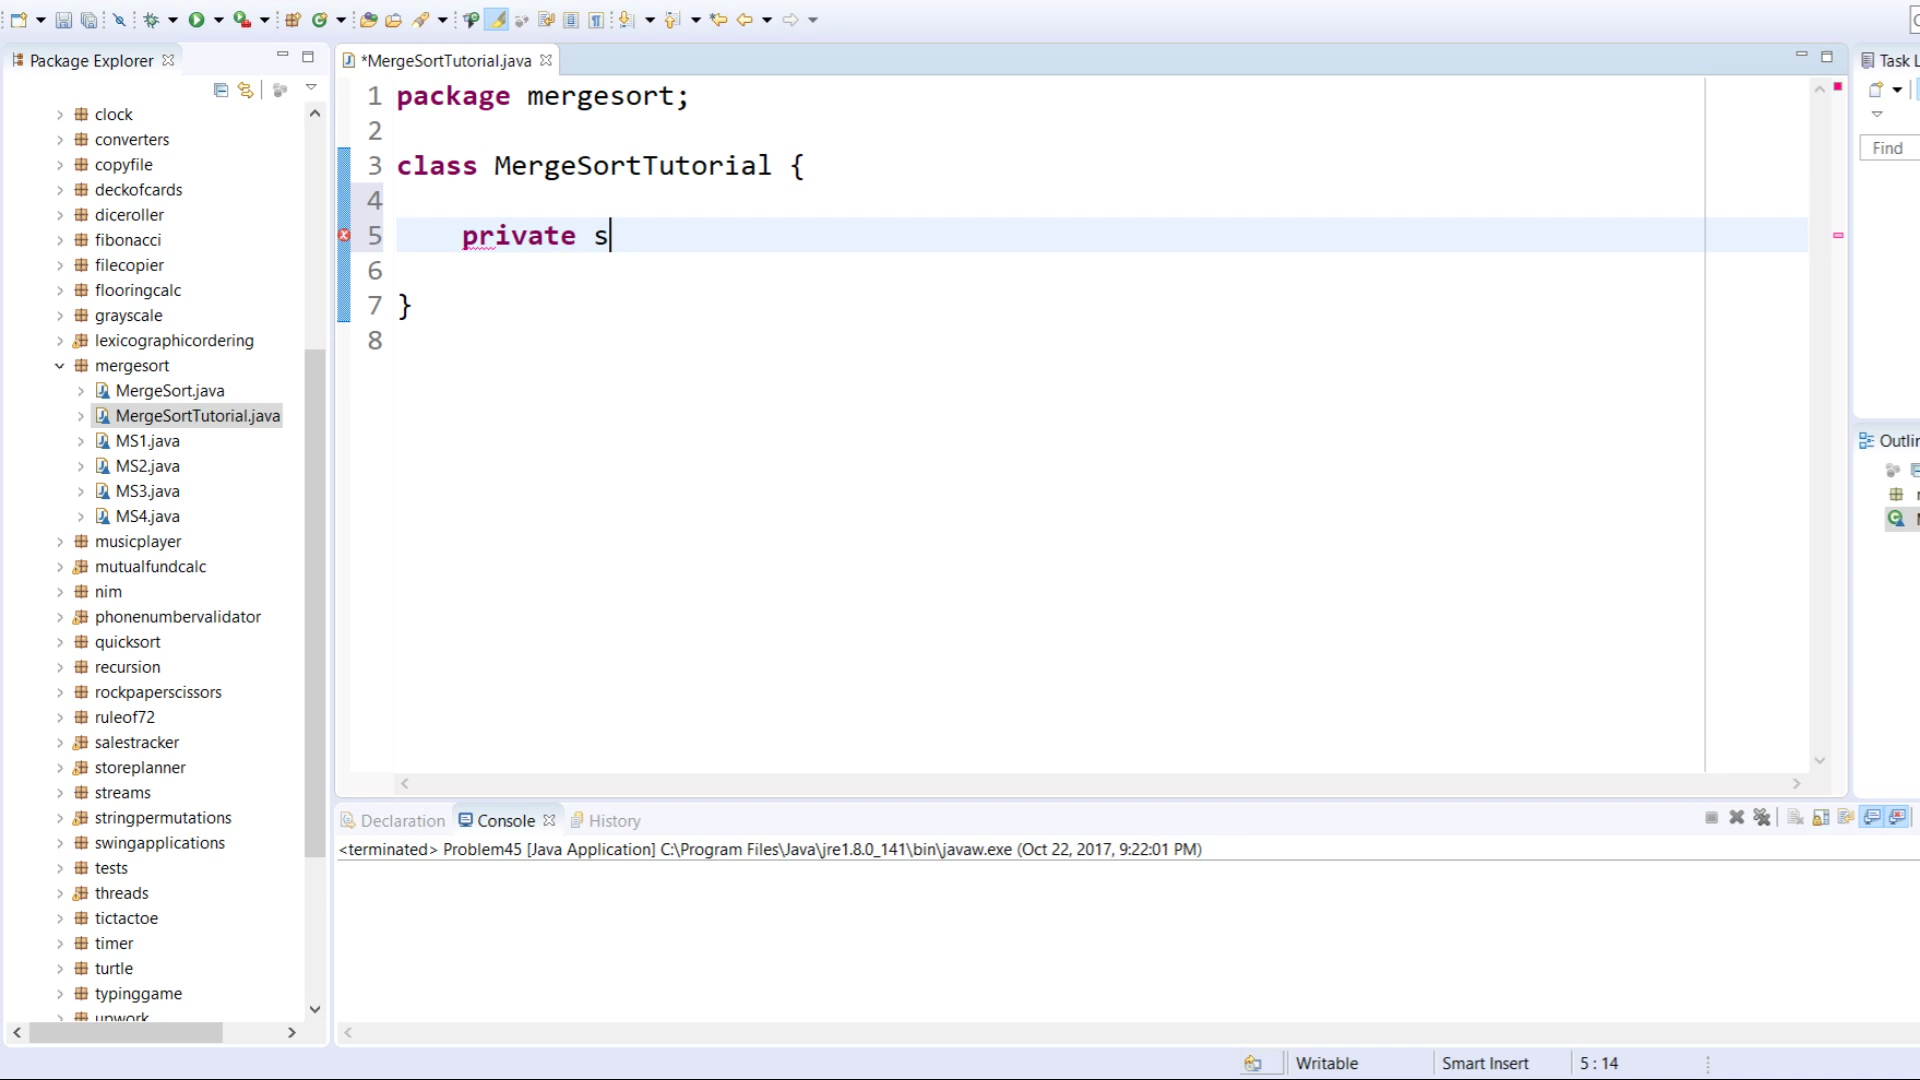 Package Explorer
clock
converters
copyfile
deckofcards
diceroller
fibonacci
filecopier
flooringcalc
grayscale
lexicographicordering
mergesort
MergeSort.java
MergeSortTutorial.java
MS1.java
MS2.java
MS3.java
MS4.java
musicplayer
mutualfundcalc
nim
phonenumbervalidator
quicksort
recursion
rockpaperscissors
ruleof72
salestracker
storeplanner
streams
stringpermutations
swingapplications
tests
threads
tictactoe
timer
turtle
typinggame
upwork
*MergeSortTutorial.java
1 package mergesort;
2
3 class MergeSortTutorial {
4
5 private s
6
7 }
8
Task L
Find
Outlin
Declaration Console History
<terminated> Problem45 [Java Application] C:\Program Files\Java\jre1.8.0_141\bin\javaw.exe (Oct 22, 2017, 9:22:01 PM)
Writable Smart Insert 5 : 14